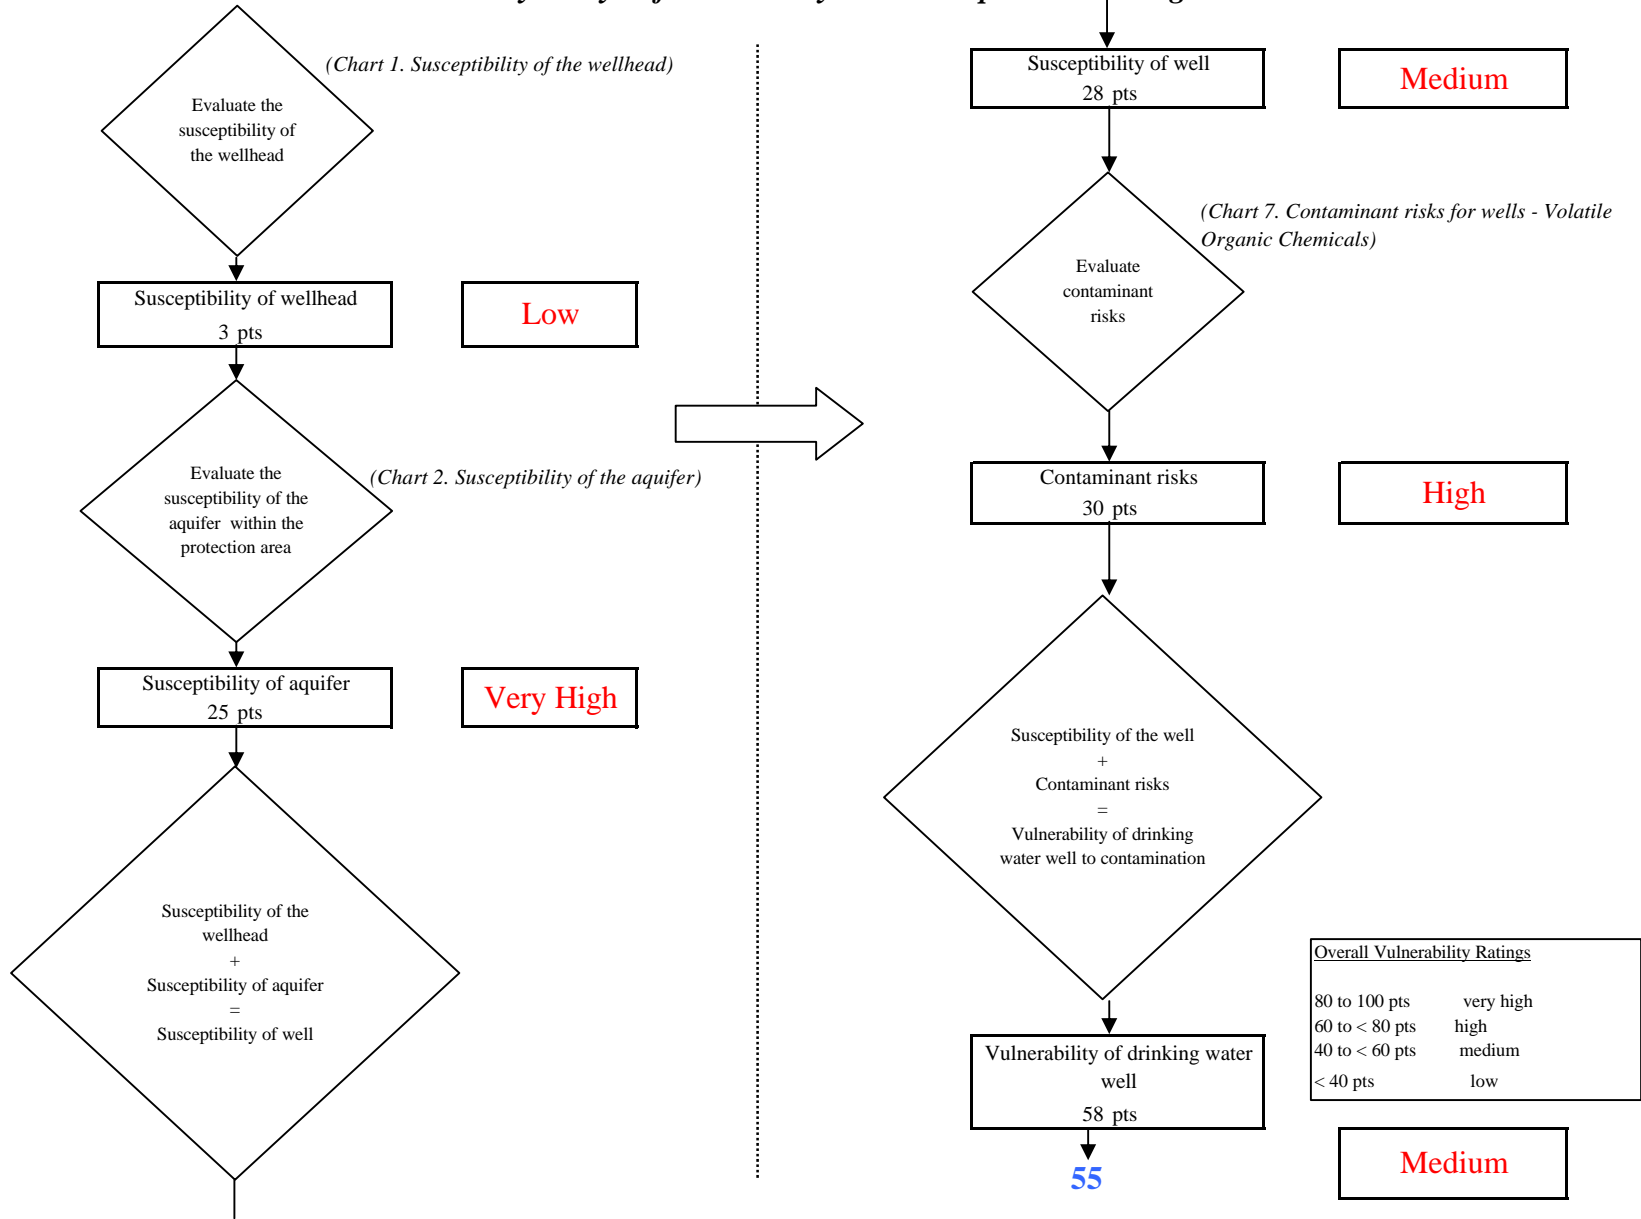 (Chart 1. Susceptibility of the wellhead)
Evaluate the
susceptibility of
the wellhead
Susceptibility of wellhead
3 pts
Low
Evaluate the
susceptibility of the
aquifer within the
protection area
(Chart 2. Susceptibility of the aquifer)
Susceptibility of aquifer
25 pts
Very High
Susceptibility of the
wellhead
+
Susceptibility of aquifer
=
Susceptibility of well
Susceptibility of well
28 pts
Medium
(Chart 7. Contaminant risks for wells - Volatile
Organic Chemicals)
Evaluate
contaminant
risks
Contaminant risks
30 pts
High
Susceptibility of the well
+
Contaminant risks
=
Vulnerability of drinking
water well to contamination
Overall Vulnerability Ratings
80 to 100 pts very high
60 to < 80 pts high
40 to < 60 pts medium
< 40 pts low
Vulnerability of drinking water
well
58 pts
55
Medium